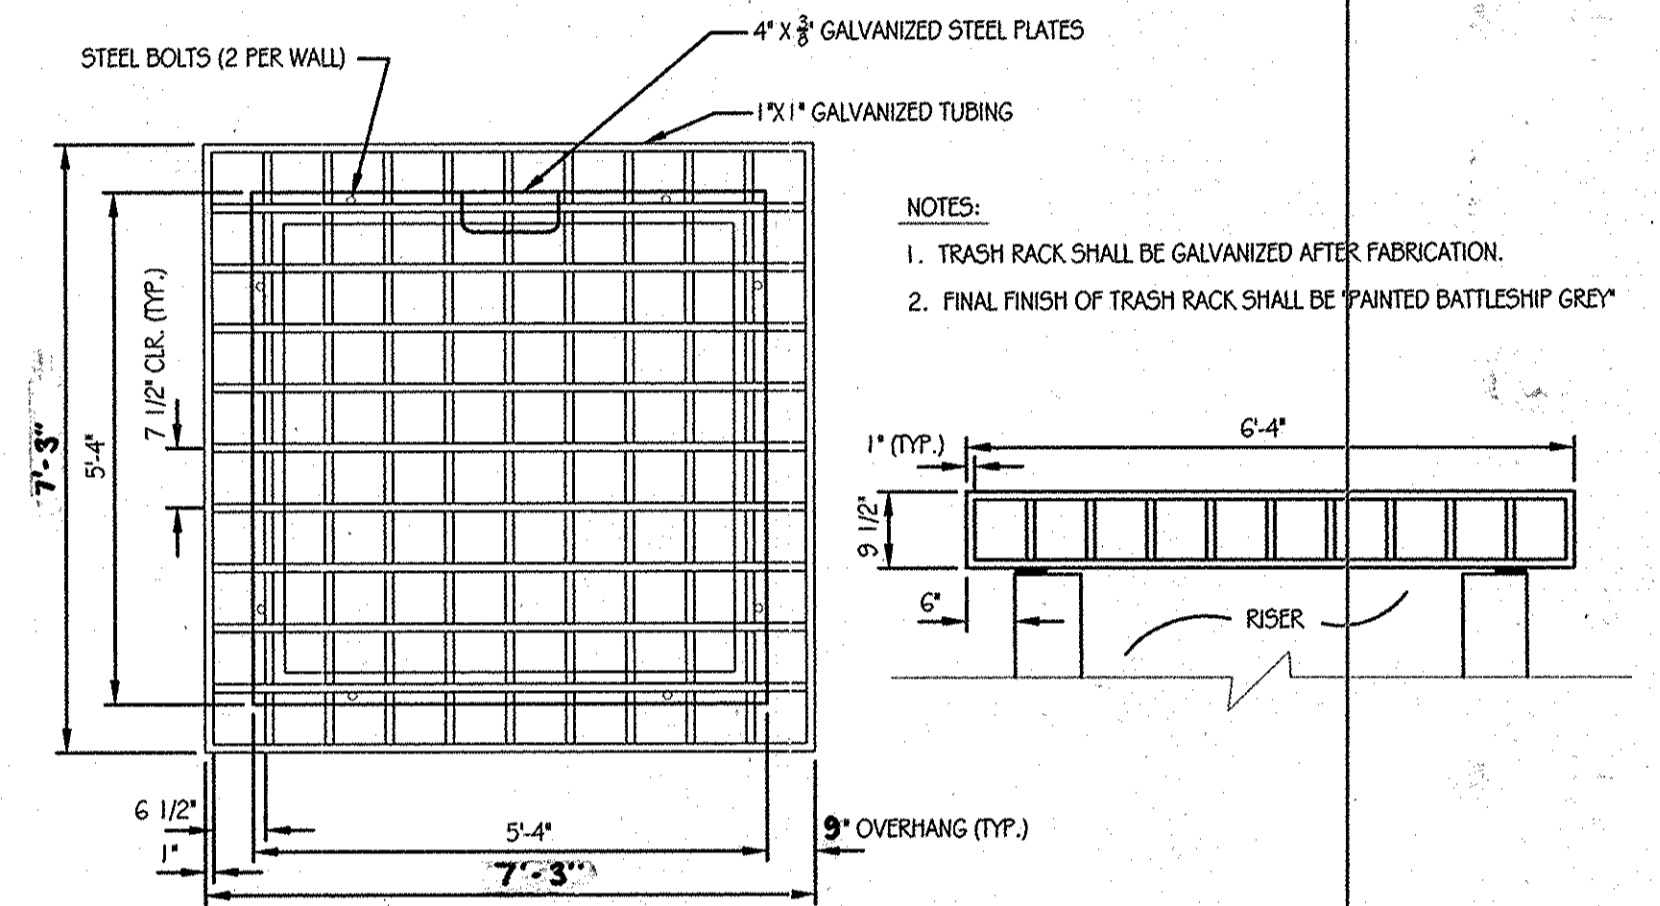 4" X 3/8" GALVANIZED STEEL PLATES
STEEL BOLTS (2 PER WALL)
1"X1" GALVANIZED TUBING
NOTES:
1. TRASH RACK SHALL BE GALVANIZED AFTER FABRICATION.
2. FINAL FINISH OF TRASH RACK SHALL BE "PAINTED BATTLESHIP GREY"
7 1/2" CLR. (TYP.)
5'-4"
7'-3"
6'-4"
1" (TYP.)
9 1/2"
6"
RISER
6 1/2"
1"
5'-4"
9" OVERHANG (TYP.)
7'-3"